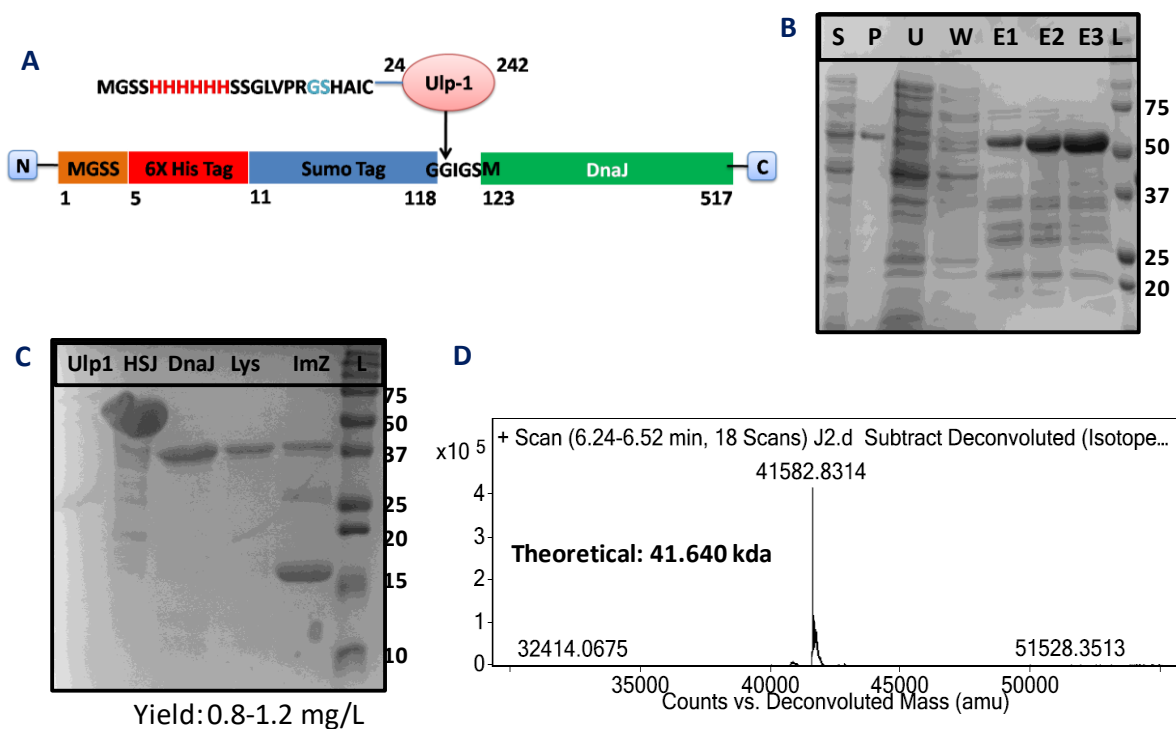 A
24 242
MGSSHHHHHHSSGLVPRGSHAIC Ulp-1
N MGSS 6X His Tag Sumo Tag GGIGSM DnaJ C
1 5 11 118 123 517
B
S P U W E1 E2 E3 L
75
50
37
25
20
C
Ulp1 HSJ DnaJ Lys ImZ L
75
50
37
25
20
15
10
Yield: 0.8-1.2 mg/L
D
+ Scan (6.24-6.52 min, 18 Scans) J2.d Subtract Deconvoluted (Isotope...
x10 5
41582.8314
4
3
Theoretical: 41.640 kda
2
1
32414.0675 51528.3513
0
35000 40000 45000 50000
Counts vs. Deconvoluted Mass (amu)